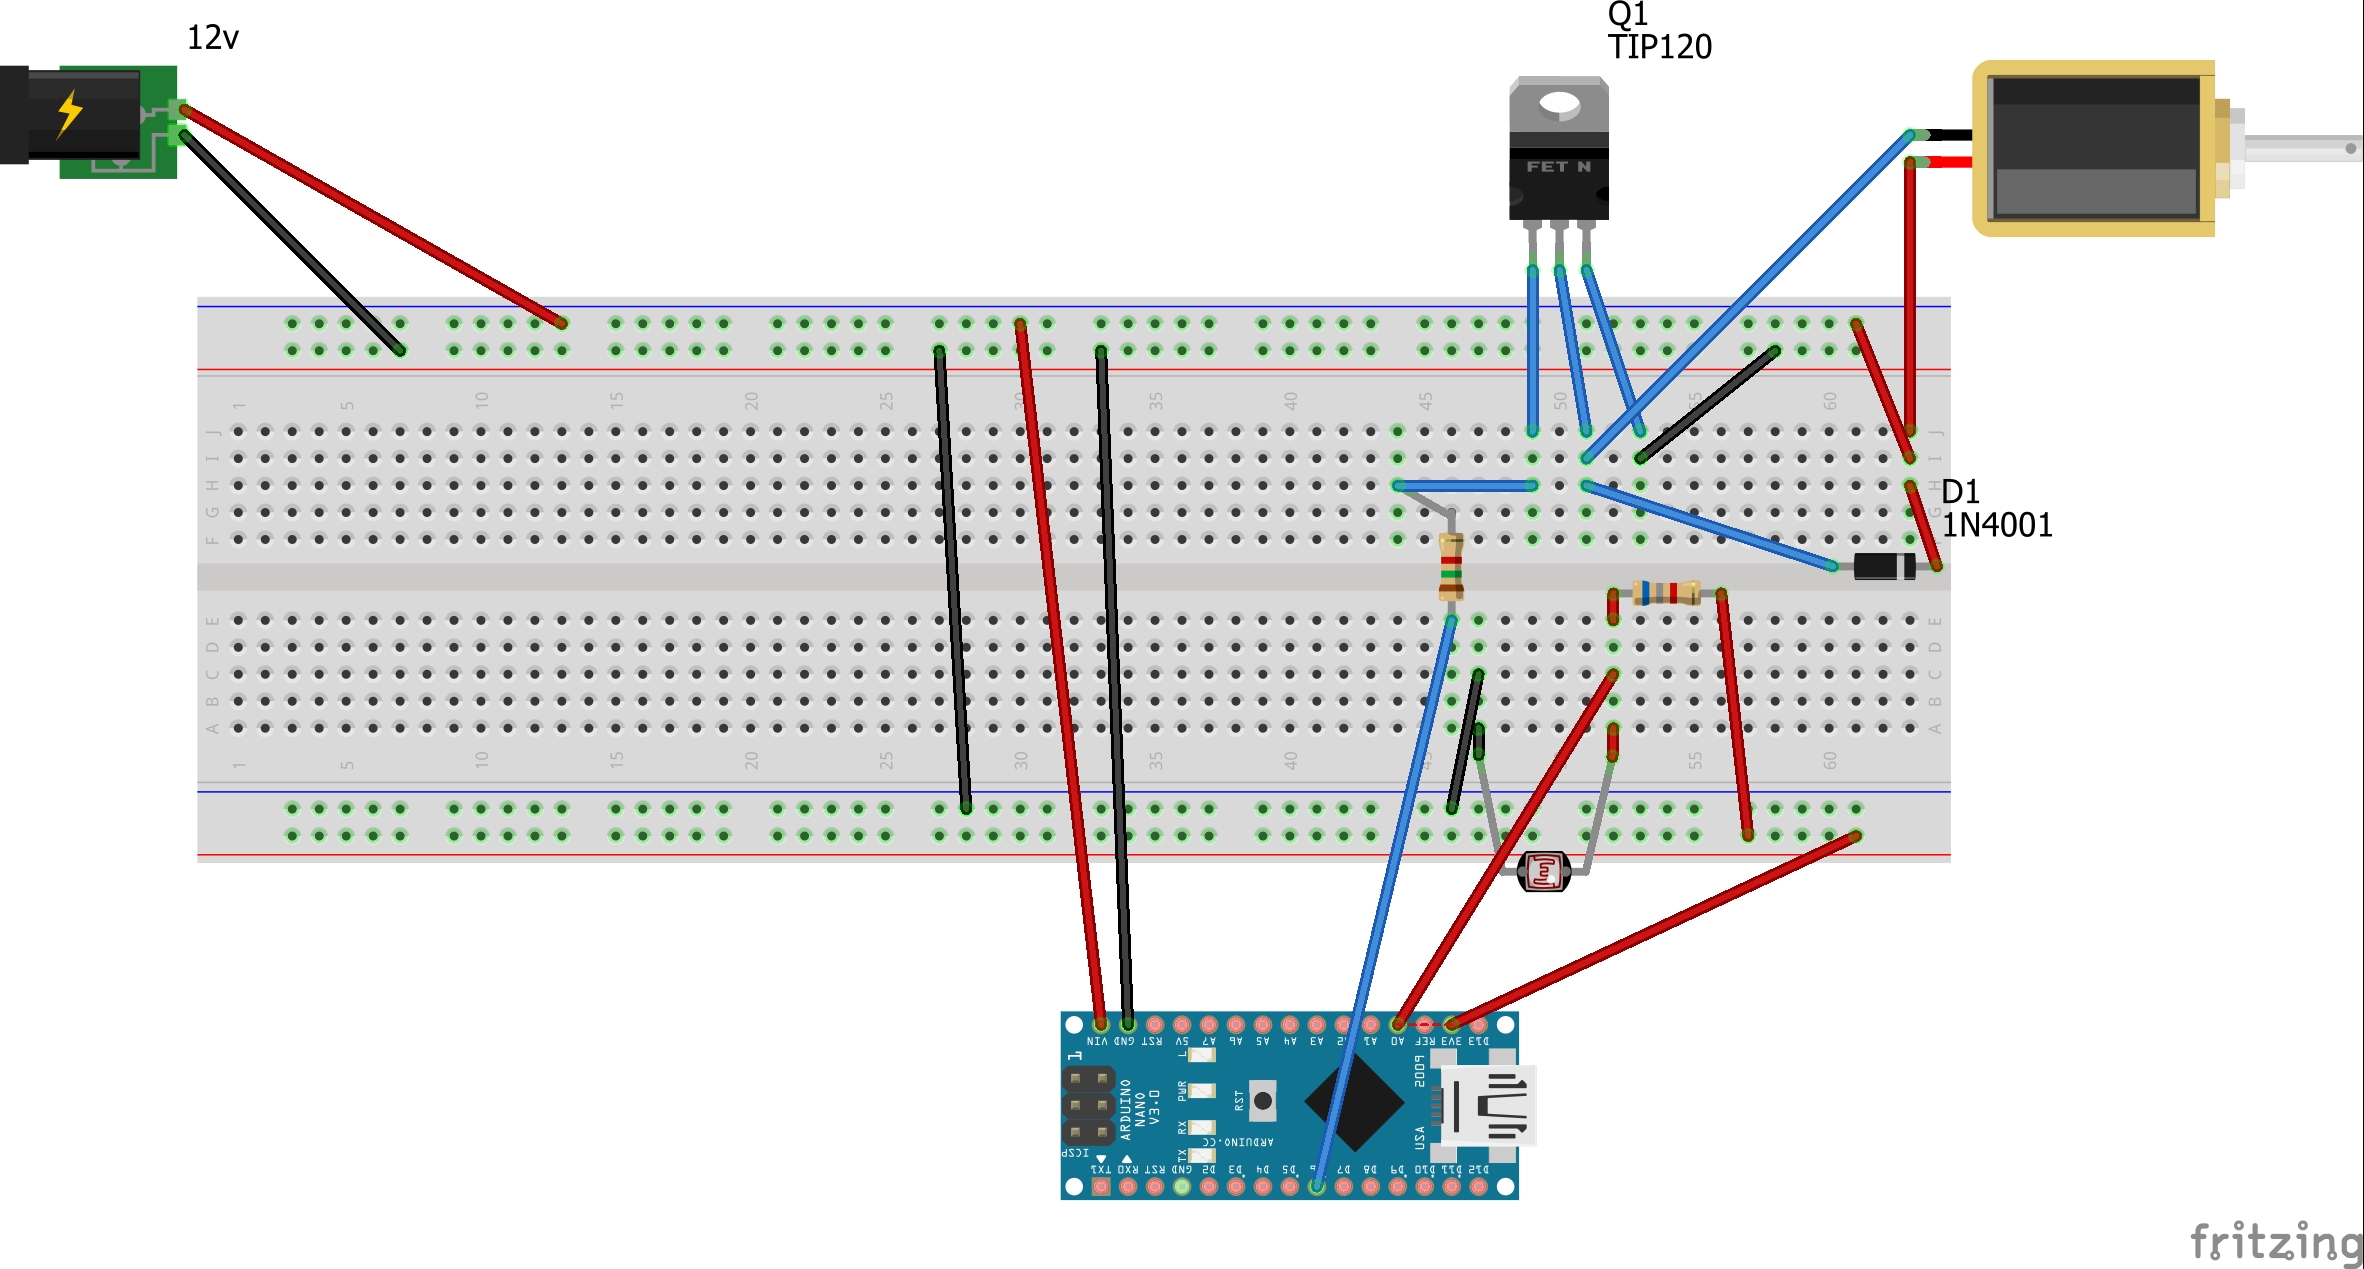 12v
Q1
TIP120
FET N
1 5 10 15 20 25 30 35 40 45 50 55 60
J J
I I
H H
G G
F
D1
1N4001
E E
D D
C C
B B
A A
1 5 10 15 20 25 30 35 40 45 55 60
VIN GND RST 5V A7 A6 A5 A4 A3 A2 A1 A0 REF 3V3 D13
1
L
PWR
RX
TX
RST
ARDUINO
NANO
V3.0
ARDUINO.CC
2009
USA
ICSP
TX1 RX0 RST GND D2 D3 D4 D5 D6 D7 D8 D9 D10 D11 D12
fritzing